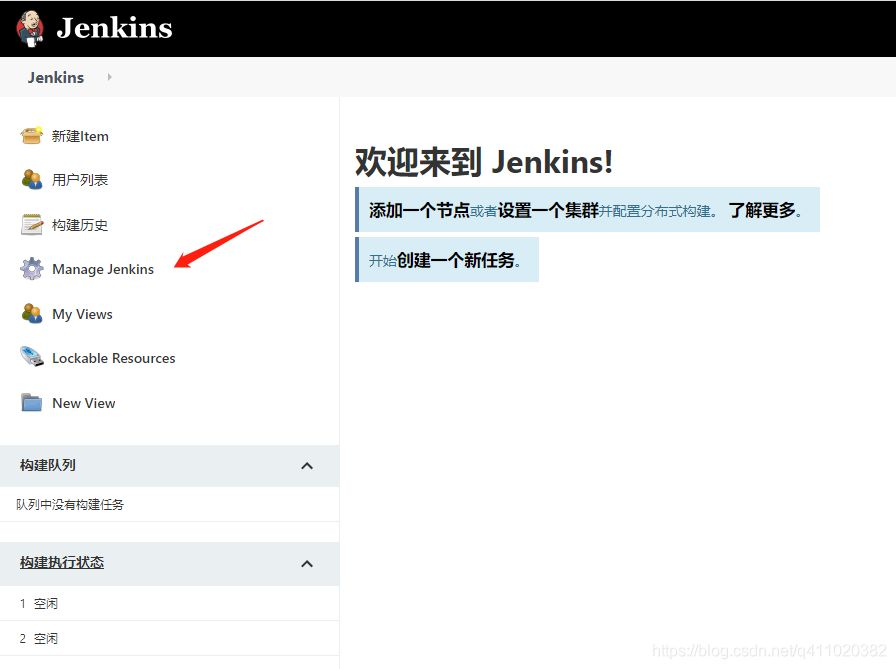 Jenkins
Jenkins
新建Item
用户列表
构建历史
Manage Jenkins
My Views
Lockable Resources
New View
构建队列
队列中没有构建任务
构建执行状态
1 空闲
2 空闲
欢迎来到 Jenkins!
添加一个节点或者设置一个集群并配置分布式构建。 了解更多。
开始创建一个新任务。
https://blog.csdn.net/q411020382